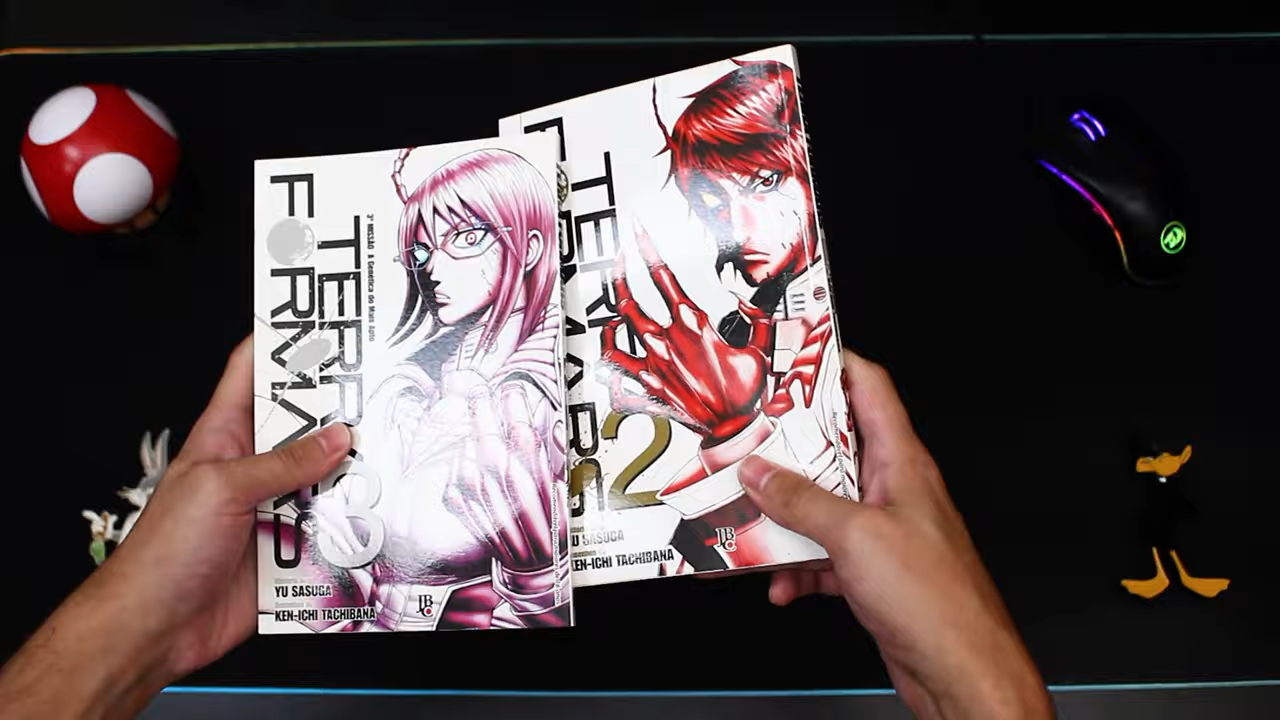 TERRA
FORMARS
3ª MISSÃO A Genética do Mais Apto
3
YU SASUGA
KEN-ICHI TACHIBANA
JBC
TERRA
FORMARS
2
YU SASUGA
KEN-ICHI TACHIBANA
JBC